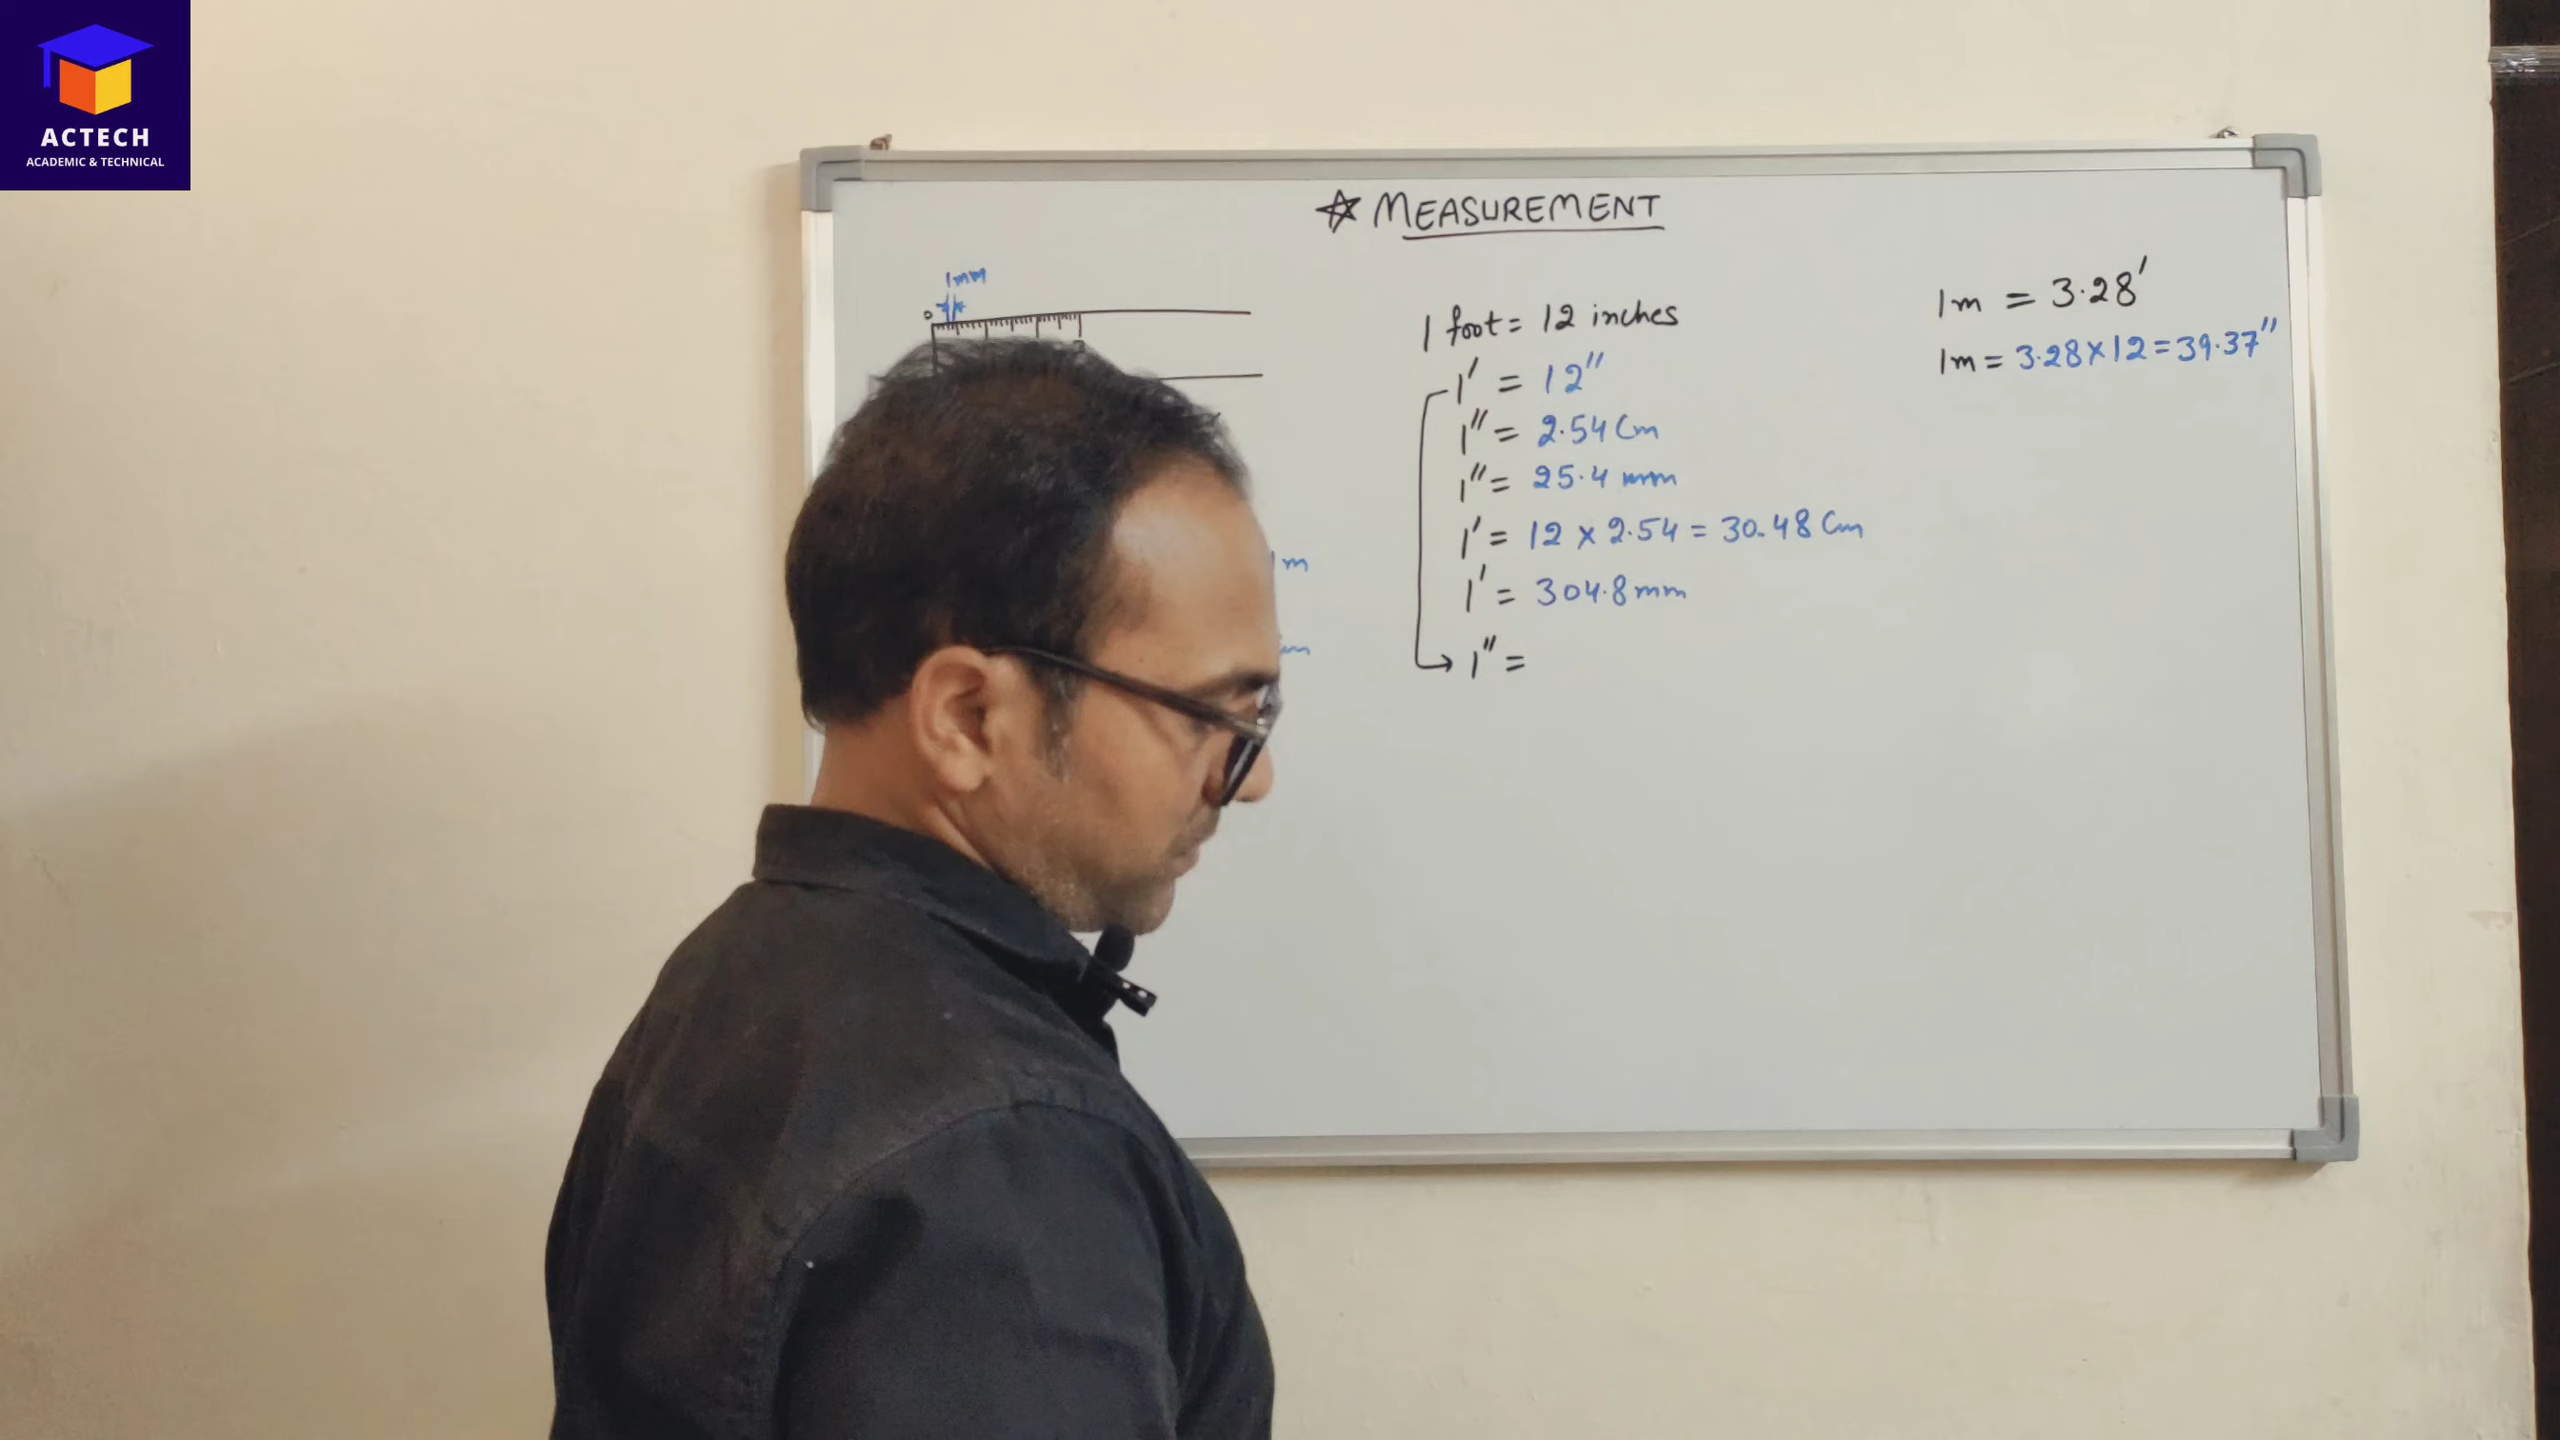 ACTECH
ACADEMIC & TECHNICAL
☆ MEASUREMENT
1mm
0
1 foot = 12 inches
1' = 12"
1" = 2.54 Cm
1" = 25.4 mm
1' = 12 x 2.54 = 30.48 Cm
1' = 304.8 mm
1" =
1m = 3.28'
1m = 3.28 X 12 = 39.37"
m